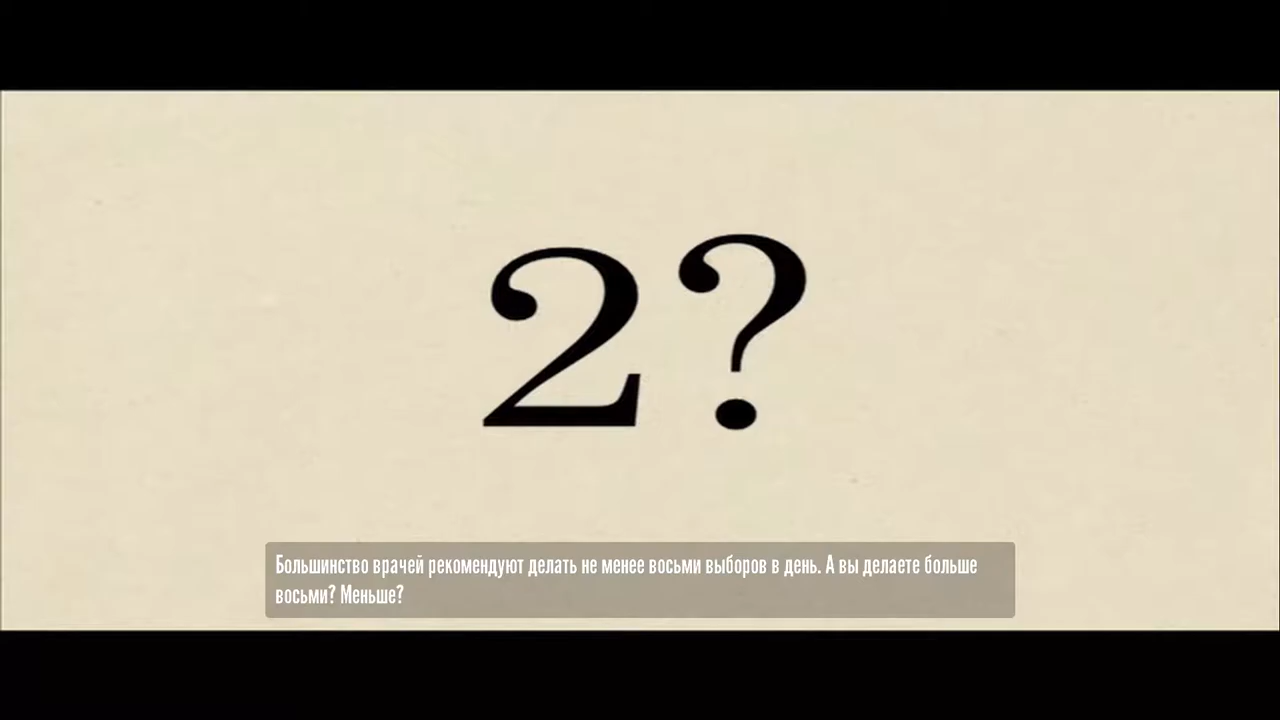 2?
Большинство врачей рекомендуют делать не менее восьми выборов в день. А вы делаете больше
восьми? Меньше?